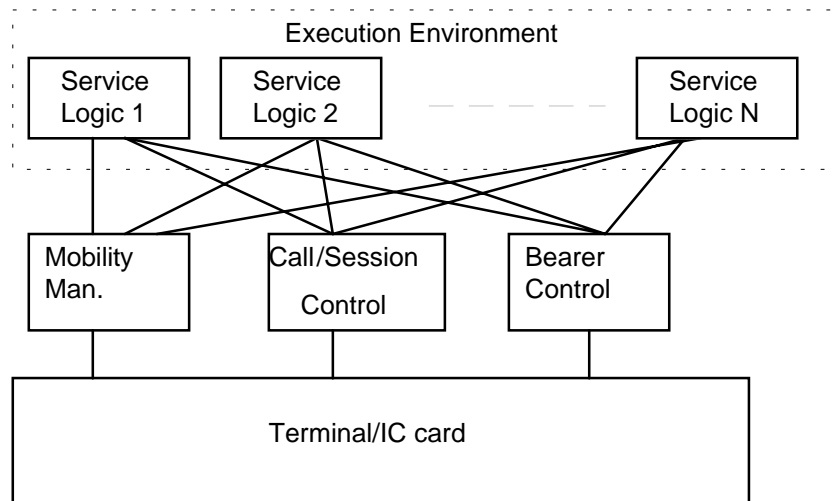 Execution Environment
Service
Logic 1
Service
Logic 2
Service
Logic N
Mobility
Man.
Call/Session
Control
Bearer
Control
Terminal/IC card